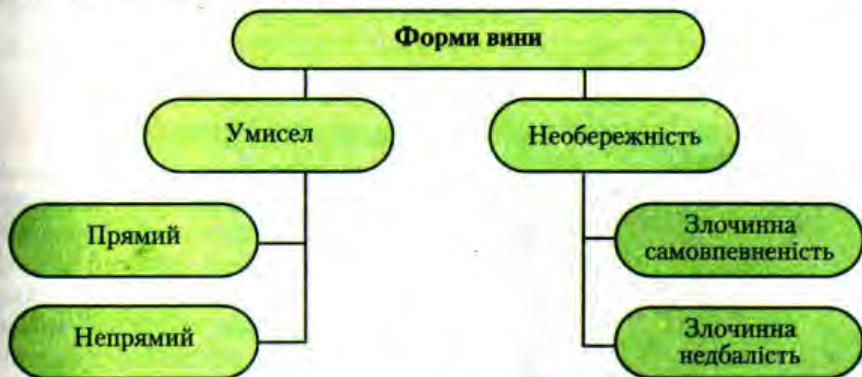 Форми вини
Умисел
Необережність
Прямий
Непрямий
Злочинна
самовпевненість
Злочинна
недбалість